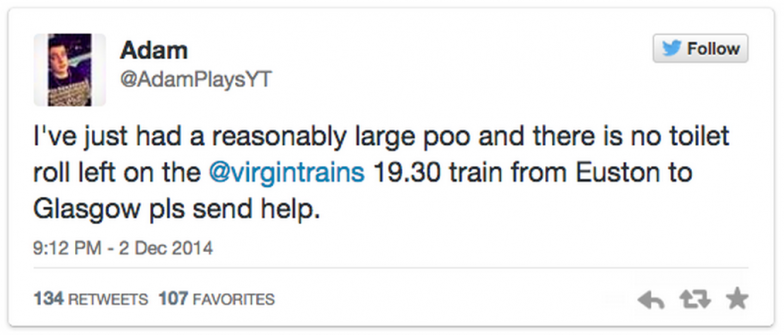 Adam
Follow
@AdamPlaysYT
I've just had a reasonably large poo and there is no toilet
roll left on the @virgintrains 19.30 train from Euston to
Glasgow pls send help.
9:12 PM - 2 Dec 2014
134 RETWEETS 107 FAVORITES